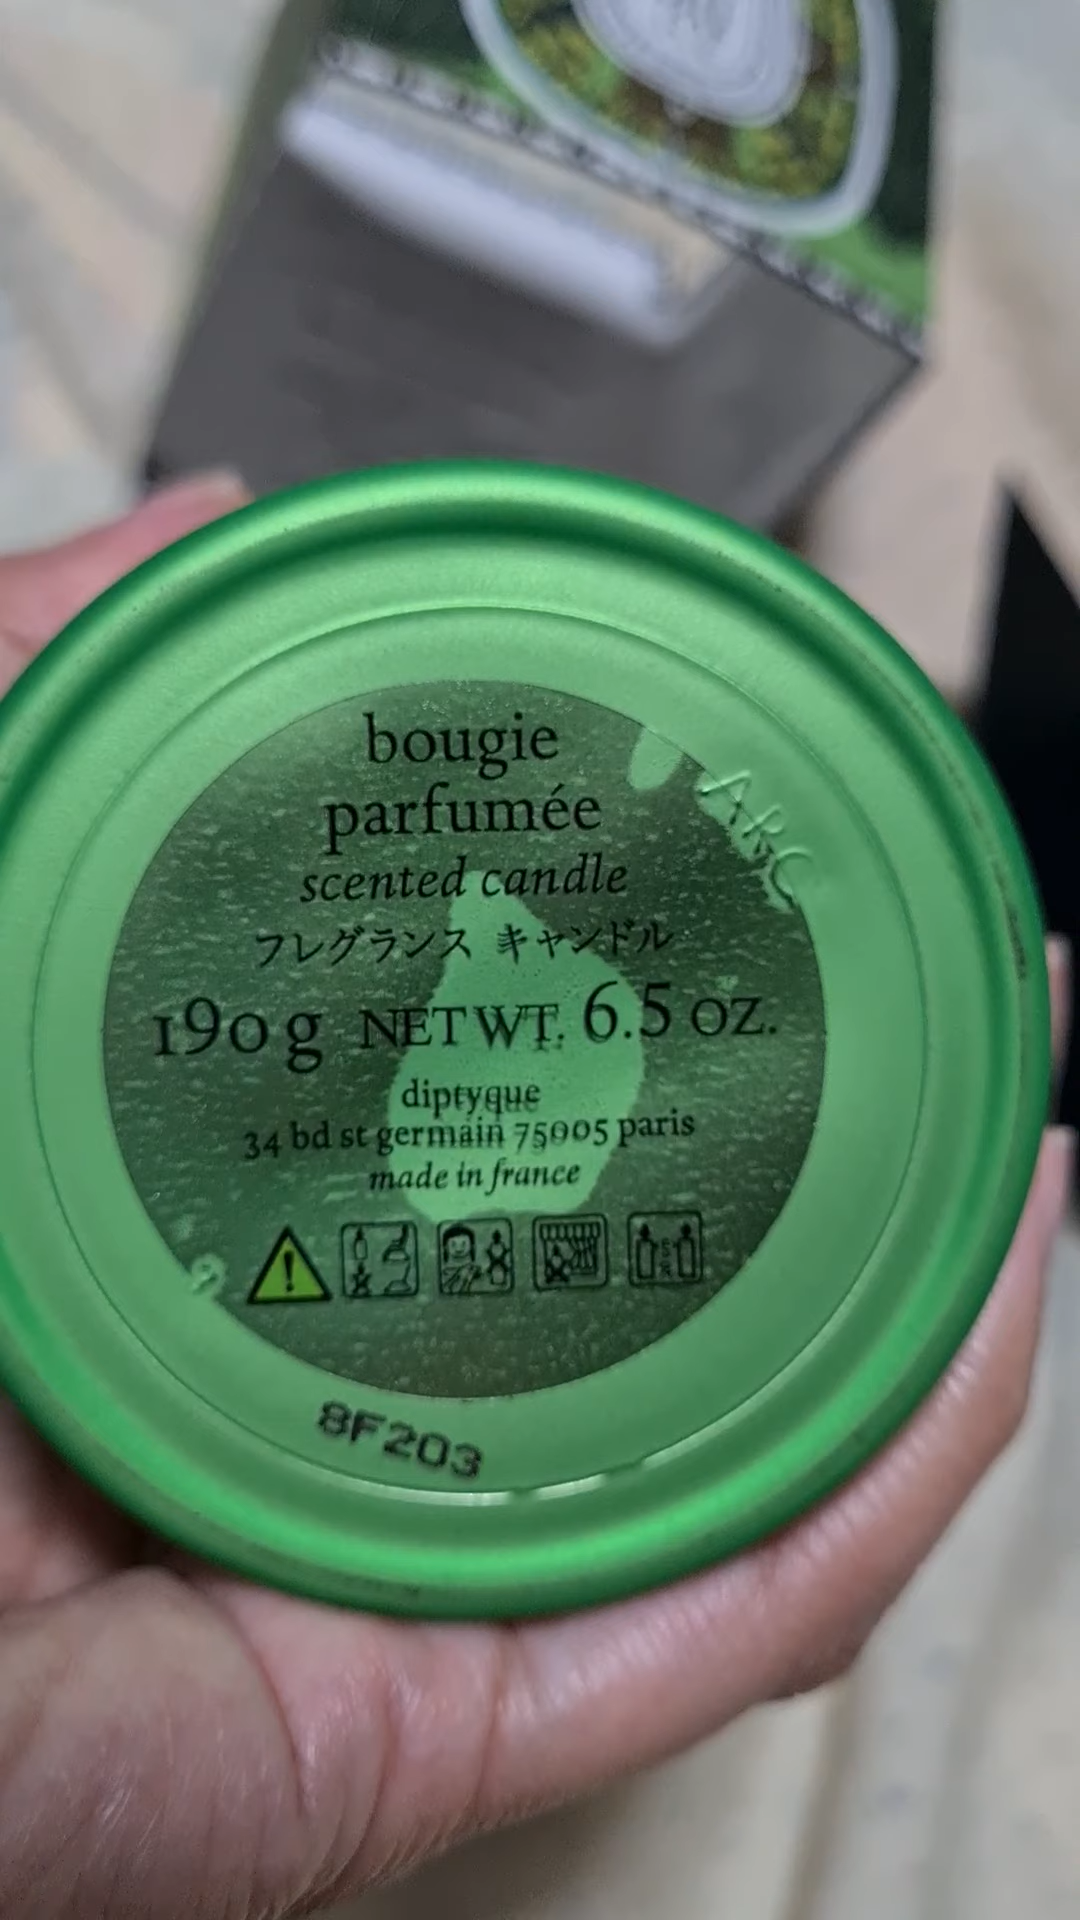 bougie
parfumée
scented candle
フレグランス キャンドル
190 g NET WT. 6.5 OZ.
diptyque
34 bd st germain 75005 paris
made in france
ARC
8F203